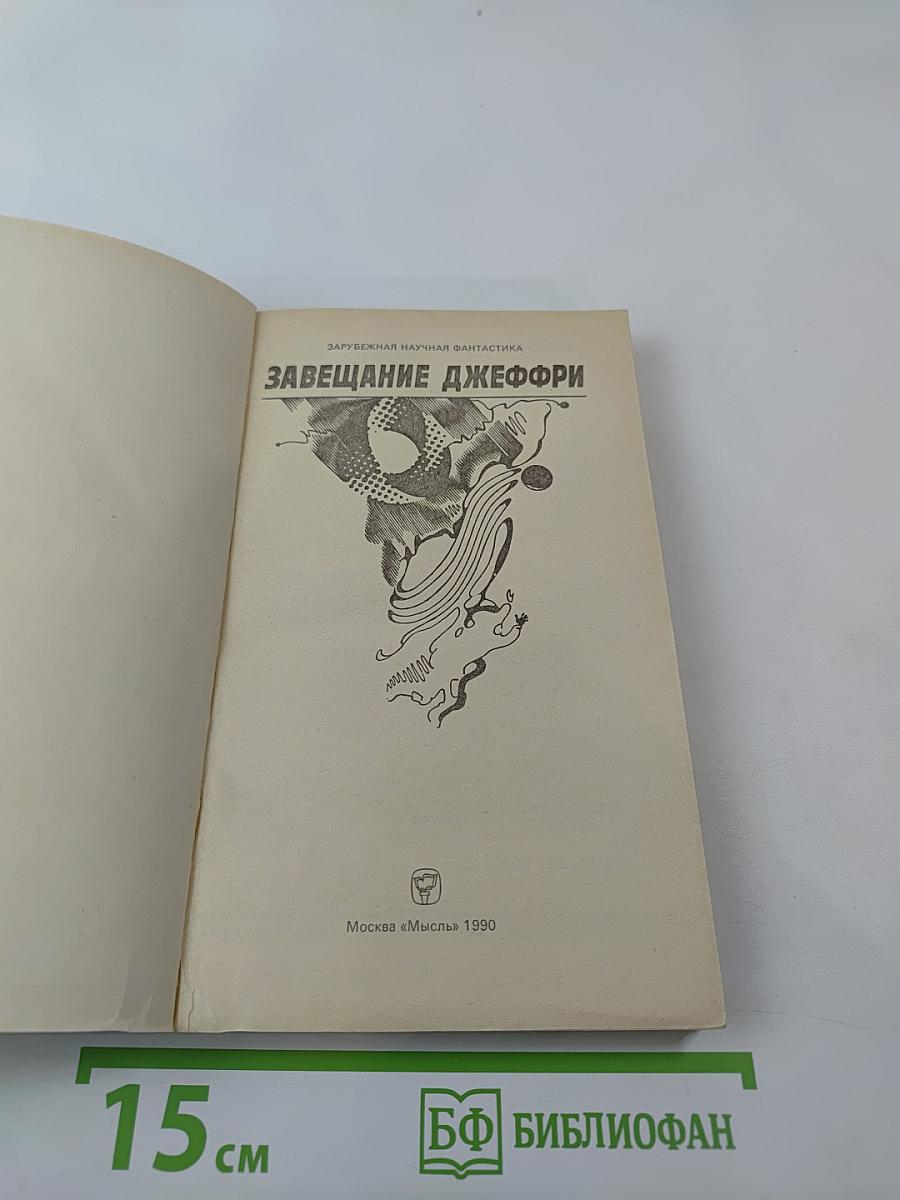 ЗАРУБЕЖНАЯ НАУЧНАЯ ФАНТАСТИКА
ЗАВЕЩАНИЕ ДЖЕФФРИ
Москва «Мысль» 1990
15 см
БФ БИБЛИОФАН